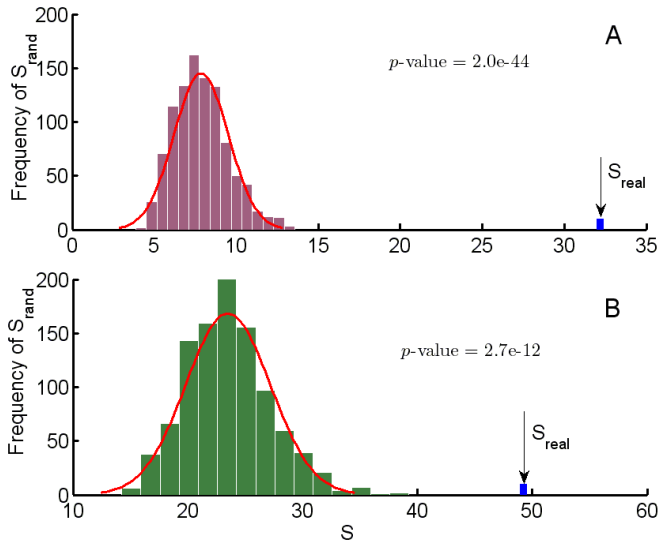 200
A
p-value = 2.0e-44
150
Frequency of S_rand
100
S_real
50
0
0 5 10 15 20 25 30 35
200
B
p-value = 2.7e-12
150
Frequency of S_rand
100
S_real
50
0
10 20 30 40 50 60
S